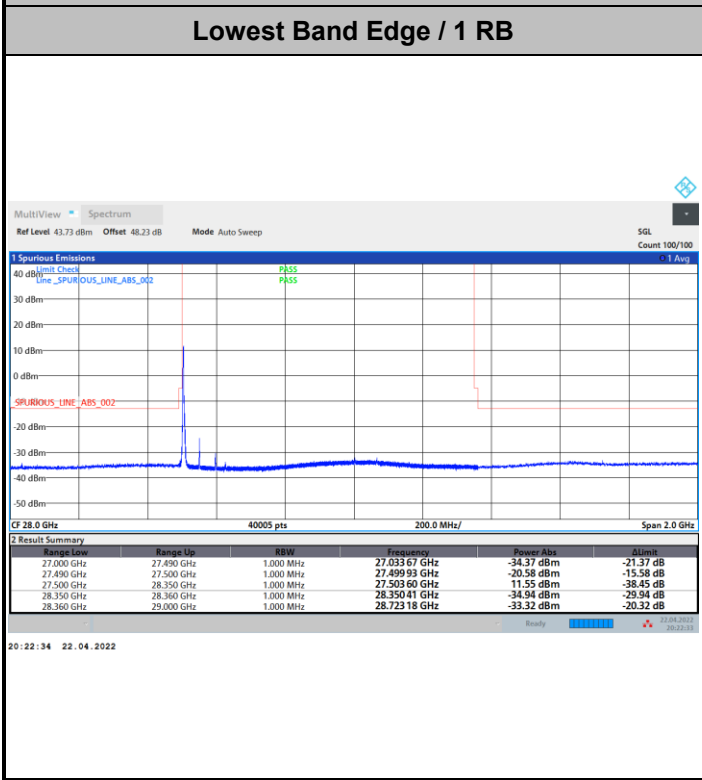 Lowest Band Edge / 1 RB
MultiView Spectrum
Ref Level 43.73 dBm Offset 48.23 dB Mode Auto Sweep SGL
Count 100/100
1 Spurious Emissions 1 Avg
40 dBm Limit Check PASS
Line _SPURIOUS_LINE_ABS_002 PASS
30 dBm
20 dBm
10 dBm
0 dBm
_SPURIOUS_LINE_ABS_002
-20 dBm
-30 dBm
-40 dBm
-50 dBm
CF 28.0 GHz 40005 pts 200.0 MHz/ Span 2.0 GHz
2 Result Summary
Range Low Range Up RBW Frequency Power Abs ΔLimit
27.000 GHz 27.490 GHz 1.000 MHz 27.033 67 GHz -34.37 dBm -21.37 dB
27.490 GHz 27.500 GHz 1.000 MHz 27.499 93 GHz -20.58 dBm -15.58 dB
27.500 GHz 28.350 GHz 1.000 MHz 27.503 60 GHz 11.55 dBm -38.45 dB
28.350 GHz 28.360 GHz 1.000 MHz 28.350 41 GHz -34.94 dBm -29.94 dB
28.360 GHz 29.000 GHz 1.000 MHz 28.723 18 GHz -33.32 dBm -20.32 dB
Ready 22.04.2022
20:22:33
20:22:34 22.04.2022